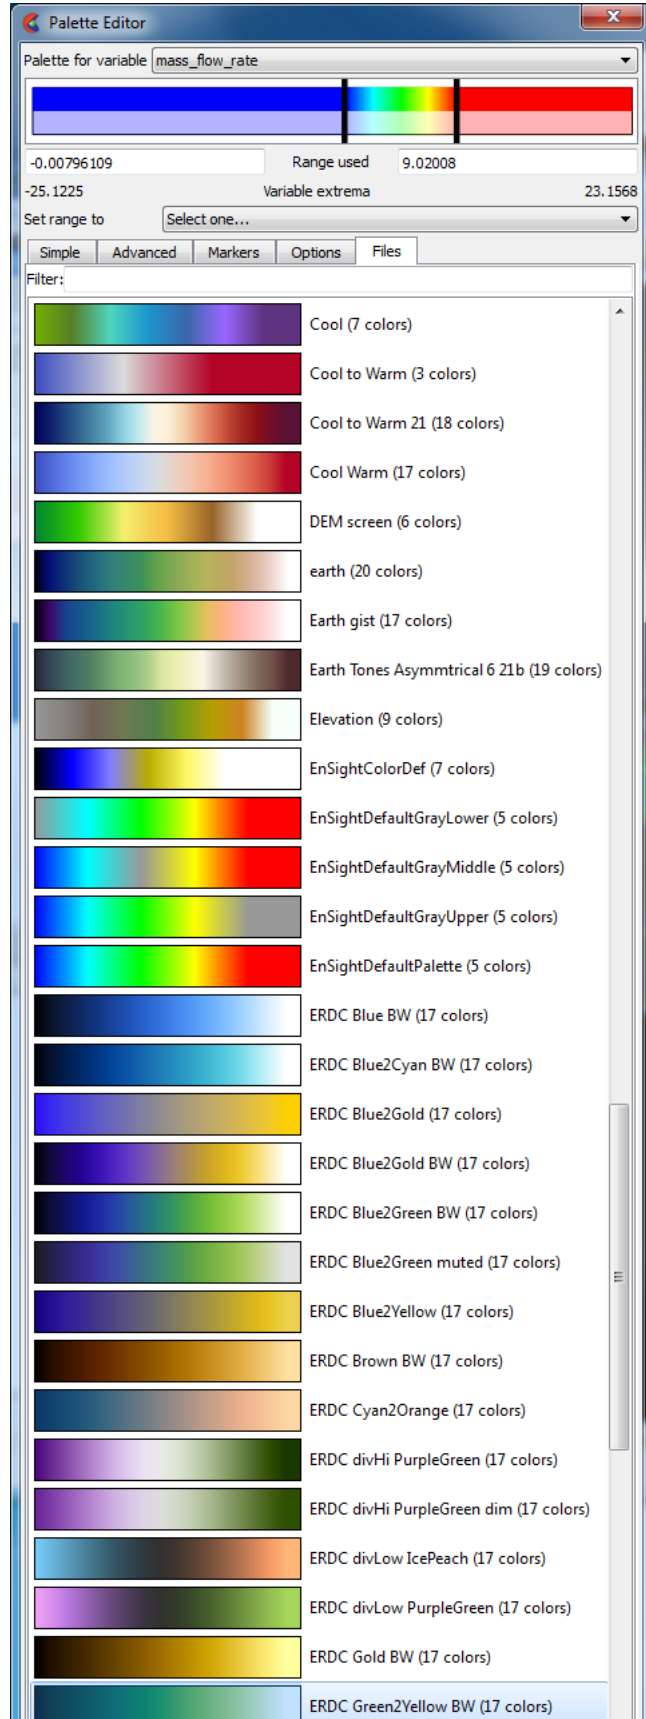 Palette Editor
Palette for variable mass_flow_rate
-0.00796109 Range used 9.02008
-25.1225 Variable extrema 23.1568
Set range to Select one...
Simple Advanced Markers Options Files
Filter:
Cool (7 colors)
Cool to Warm (3 colors)
Cool to Warm 21 (18 colors)
Cool Warm (17 colors)
DEM screen (6 colors)
earth (20 colors)
Earth gist (17 colors)
Earth Tones Asymmtrical 6 21b (19 colors)
Elevation (9 colors)
EnSightColorDef (7 colors)
EnSightDefaultGrayLower (5 colors)
EnSightDefaultGrayMiddle (5 colors)
EnSightDefaultGrayUpper (5 colors)
EnSightDefaultPalette (5 colors)
ERDC Blue BW (17 colors)
ERDC Blue2Cyan BW (17 colors)
ERDC Blue2Gold (17 colors)
ERDC Blue2Gold BW (17 colors)
ERDC Blue2Green BW (17 colors)
ERDC Blue2Green muted (17 colors)
ERDC Blue2Yellow (17 colors)
ERDC Brown BW (17 colors)
ERDC Cyan2Orange (17 colors)
ERDC divHi PurpleGreen (17 colors)
ERDC divHi PurpleGreen dim (17 colors)
ERDC divLow IcePeach (17 colors)
ERDC divLow PurpleGreen (17 colors)
ERDC Gold BW (17 colors)
ERDC Green2Yellow BW (17 colors)